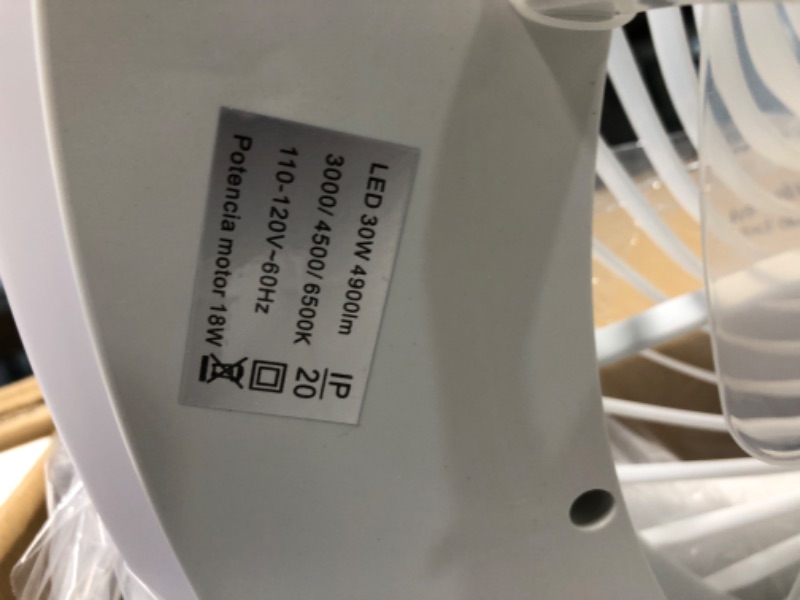 LED 30W 4900lm
3000/4500/6500K
110-120V~60Hz
Potencia motor 18W
IP
20